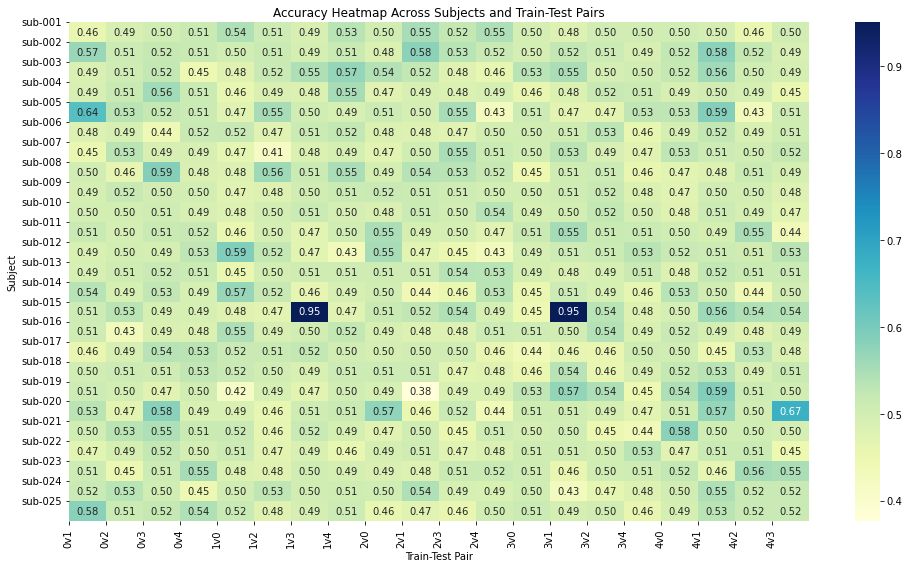 Accuracy Heatmap Across Subjects and Train-Test Pairs
sub-001
0.46 0.49 0.50 0.51 0.54 0.51 0.49 0.53 0.50 0.55 0.52 0.55 0.50 0.48 0.50 0.50 0.50 0.50 0.46 0.50
sub-002
0.57 0.51 0.52 0.51 0.50 0.51 0.49 0.51 0.48 0.58 0.53 0.52 0.50 0.52 0.51 0.49 0.52 0.58 0.52 0.49
sub-003
0.49 0.51 0.52 0.45 0.48 0.52 0.55 0.57 0.54 0.52 0.48 0.46 0.53 0.55 0.50 0.50 0.52 0.56 0.50 0.49
sub-004
0.49 0.51 0.56 0.51 0.46 0.49 0.48 0.55 0.47 0.49 0.48 0.49 0.46 0.48 0.52 0.51 0.49 0.50 0.49 0.45
sub-005
0.64 0.53 0.52 0.51 0.47 0.55 0.50 0.49 0.51 0.50 0.55 0.43 0.51 0.47 0.47 0.53 0.53 0.59 0.43 0.51
sub-006
0.48 0.49 0.44 0.52 0.52 0.47 0.51 0.52 0.48 0.48 0.47 0.50 0.50 0.51 0.53 0.46 0.49 0.52 0.49 0.51
sub-007
0.45 0.53 0.49 0.49 0.47 0.41 0.48 0.49 0.47 0.50 0.55 0.51 0.50 0.53 0.49 0.47 0.53 0.51 0.50 0.52
sub-008
0.50 0.46 0.59 0.48 0.48 0.56 0.51 0.55 0.49 0.54 0.53 0.52 0.45 0.51 0.51 0.46 0.47 0.48 0.51 0.49
sub-009
0.49 0.52 0.50 0.50 0.47 0.48 0.50 0.51 0.52 0.51 0.51 0.50 0.50 0.50 0.52 0.48 0.47 0.50 0.50 0.48
sub-010
0.50 0.50 0.51 0.49 0.48 0.50 0.51 0.50 0.48 0.51 0.50 0.54 0.50 0.50 0.52 0.50 0.48 0.51 0.49 0.47
sub-011
0.51 0.50 0.51 0.52 0.46 0.50 0.47 0.50 0.55 0.49 0.50 0.47 0.51 0.55 0.51 0.51 0.50 0.49 0.55 0.44
sub-012
0.49 0.50 0.49 0.53 0.59 0.52 0.47 0.43 0.55 0.47 0.45 0.43 0.49 0.51 0.51 0.53 0.52 0.51 0.51 0.53
sub-013
0.49 0.51 0.52 0.51 0.45 0.50 0.51 0.51 0.51 0.51 0.54 0.53 0.49 0.48 0.49 0.51 0.48 0.52 0.51 0.51
sub-014
0.54 0.49 0.53 0.49 0.57 0.52 0.46 0.49 0.50 0.44 0.46 0.53 0.45 0.51 0.49 0.46 0.53 0.50 0.44 0.50
sub-015
0.51 0.53 0.49 0.49 0.48 0.47 0.95 0.47 0.51 0.52 0.54 0.49 0.45 0.95 0.54 0.48 0.50 0.56 0.54 0.54
sub-016
0.51 0.43 0.49 0.48 0.55 0.49 0.50 0.52 0.49 0.48 0.48 0.51 0.51 0.50 0.54 0.49 0.52 0.49 0.48 0.49
sub-017
0.46 0.49 0.54 0.53 0.52 0.51 0.52 0.50 0.50 0.50 0.50 0.46 0.44 0.46 0.46 0.50 0.50 0.45 0.53 0.48
sub-018
0.50 0.51 0.51 0.53 0.52 0.50 0.49 0.51 0.51 0.51 0.47 0.48 0.46 0.54 0.46 0.49 0.52 0.53 0.49 0.51
sub-019
0.51 0.50 0.47 0.50 0.42 0.49 0.47 0.50 0.49 0.38 0.49 0.49 0.53 0.57 0.54 0.45 0.54 0.59 0.51 0.50
sub-020
0.53 0.47 0.58 0.49 0.49 0.46 0.51 0.51 0.57 0.46 0.52 0.44 0.51 0.51 0.49 0.47 0.51 0.57 0.50 0.67
sub-021
0.50 0.53 0.55 0.51 0.52 0.46 0.52 0.49 0.47 0.50 0.45 0.51 0.50 0.50 0.45 0.44 0.58 0.50 0.50 0.50
sub-022
0.47 0.49 0.52 0.50 0.51 0.47 0.49 0.46 0.49 0.51 0.47 0.48 0.51 0.50 0.50 0.53 0.47 0.51 0.51 0.45
sub-023
0.51 0.45 0.51 0.55 0.48 0.48 0.50 0.49 0.49 0.48 0.51 0.52 0.51 0.46 0.50 0.51 0.52 0.46 0.56 0.55
sub-024
0.52 0.53 0.50 0.45 0.50 0.53 0.50 0.51 0.50 0.54 0.49 0.49 0.50 0.43 0.47 0.48 0.50 0.55 0.52 0.52
sub-025
0.58 0.51 0.52 0.54 0.52 0.48 0.49 0.51 0.46 0.47 0.46 0.50 0.51 0.51 0.46 0.49 0.49 0.53 0.52 0.52
0v1 0v2 0v3 0v4 1v0 1v2 1v3 1v4 2v0 2v1 2v3 2v4 3v0 3v1 3v2 3v4 4v0 4v1 4v2 4v3
Train-Test Pair
Subject
0.9
0.8
0.7
0.6
0.5
0.4